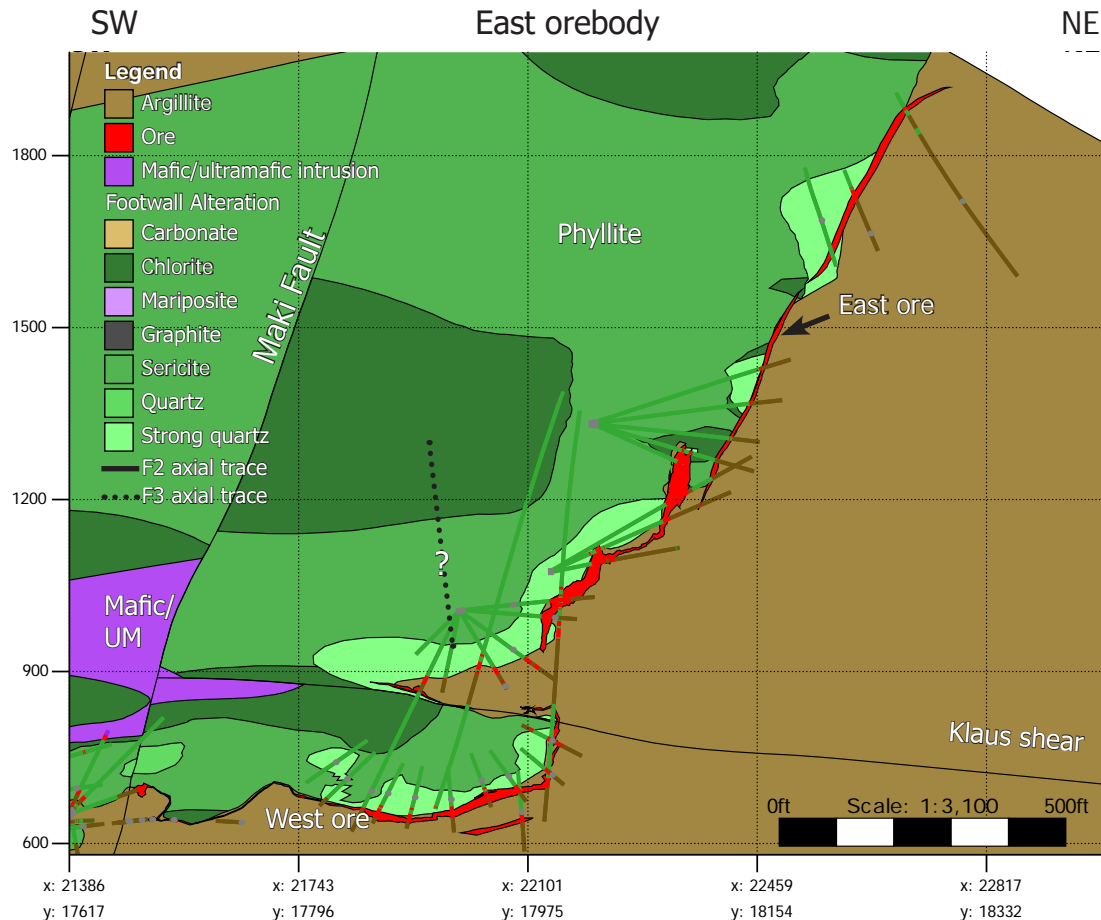 SW East orebody NE
Legend
Argillite
Ore
1800
Mafic/ultramafic intrusion
Footwall Alteration
Carbonate
Phyllite
Chlorite
Mariposite
Maki Fault
East ore
Graphite
1500
Sericite
Quartz
Strong quartz
F2 axial trace
F3 axial trace
1200
?
Mafic/
UM
900
Klaus shear
West ore
0ft Scale: 1:3,100 500ft
600
x: 21386 x: 21743 x: 22101 x: 22459 x: 22817
y: 17617 y: 17796 y: 17975 y: 18154 y: 18332